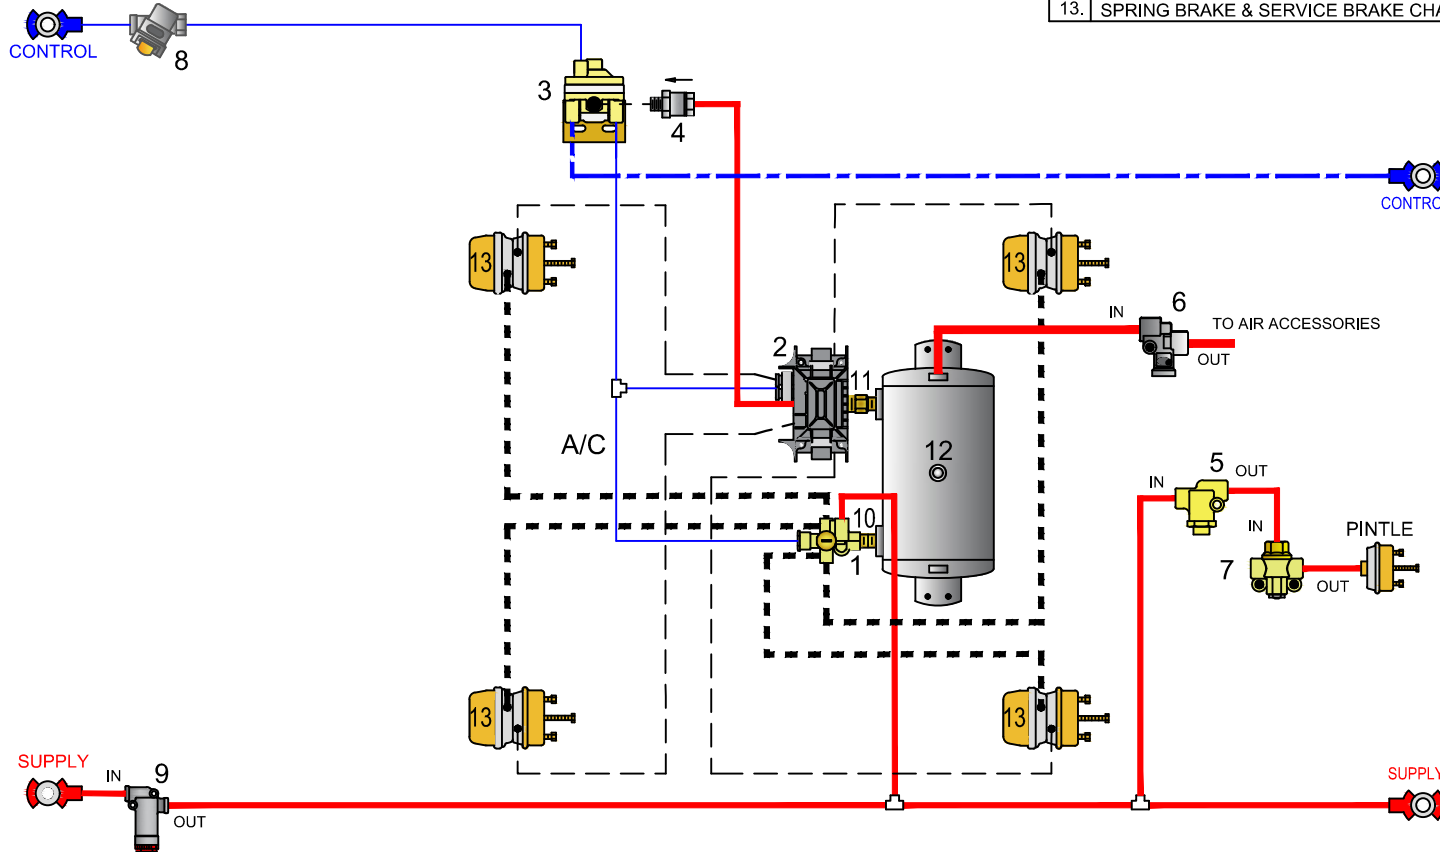 13. SPRING BRAKE & SERVICE BRAKE CHA
CONTROL
8
3
4
CONTRO
13
13
6
IN
TO AIR ACCESSORIES
OUT
2
11
A/C
12
5
IN
OUT
10
IN
PINTLE
1
7
OUT
13
13
SUPPLY
IN
9
OUT
SUPPLY